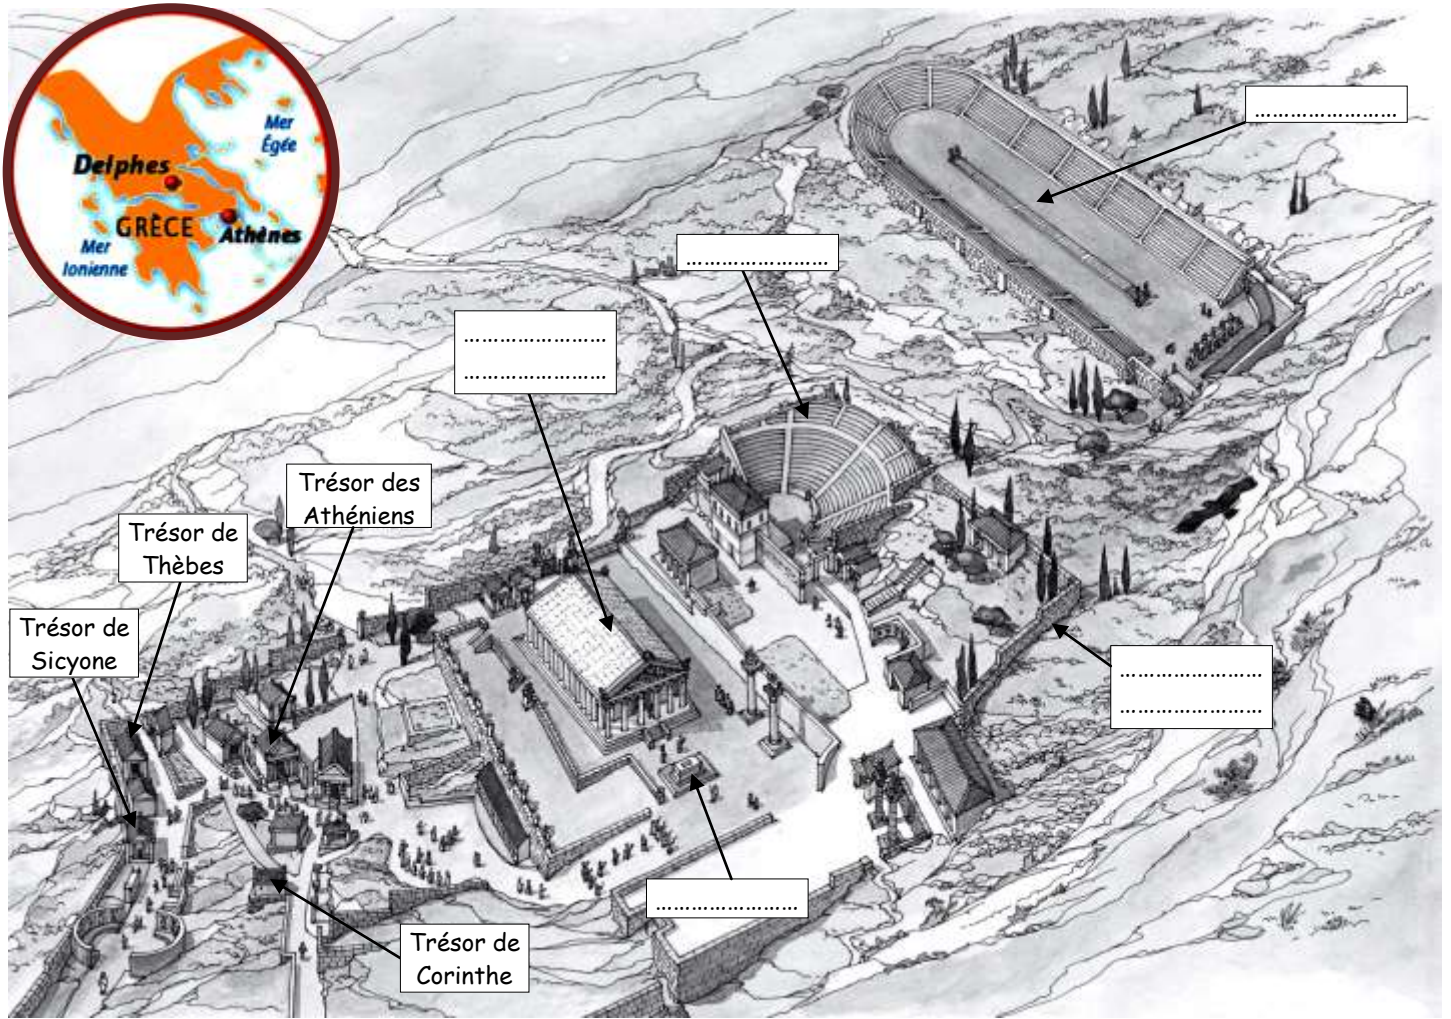 Mer
Égée
Delphes
GRÈCE
Athènes
Mer
Ionienne
……………………
……………………
……………………
……………………
Trésor des
Athéniens
Trésor de
Thèbes
Trésor de
Sicyone
……………………
……………………
……………………
Trésor de
Corinthe